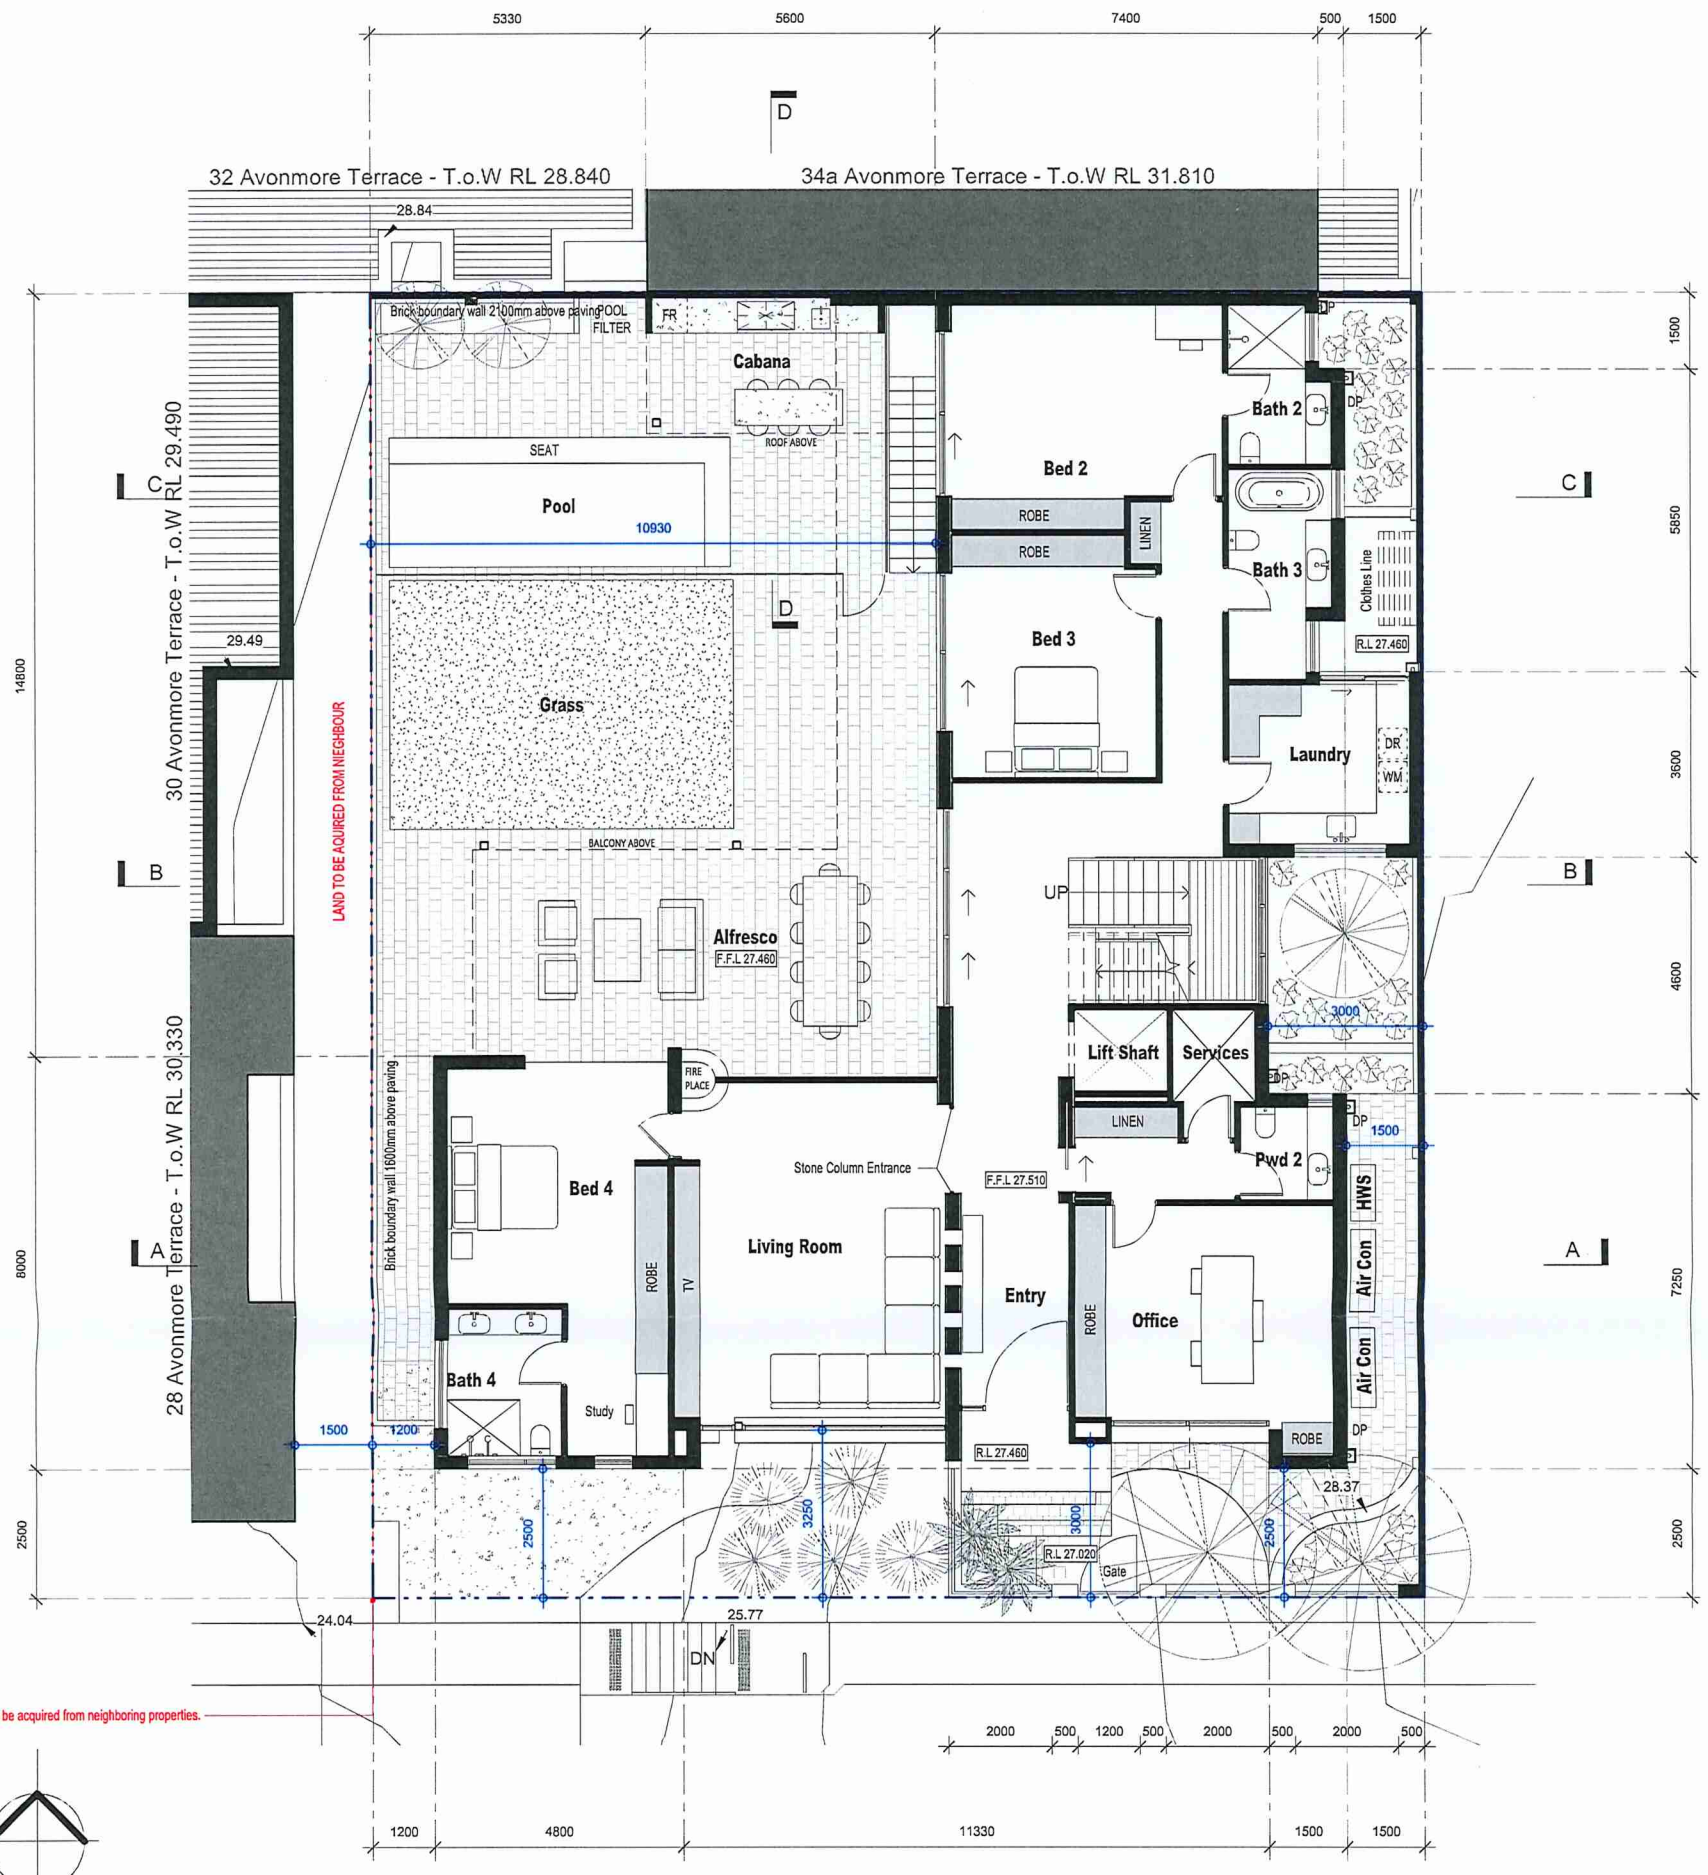 5330
5600
7400
500
1500
D
32 Avonmore Terrace - T.o.W RL 28.840
34a Avonmore Terrace - T.o.W RL 31.810
28.84
Brick boundary wall 2100mm above paving
POOL
FILTER
FR
DP
Cabana
1500
Bath 2
DP
ROOF ABOVE
SEAT
Bed 2
30 Avonmore Terrace - T.o.W RL 29.490
C
C
Pool
ROBE
LINEN
10930
5850
ROBE
Bath 3
Clothes Line
D
29.49
Bed 3
R.L 27.460
14800
Grass
LAND TO BE AQUIRED FROM NIEGHBOUR
Laundry
DR
WM
3600
BALCONY ABOVE
B
UP
B
Alfresco
F.F.L 27.460
4600
3000
28 Avonmore Terrace - T.o.W RL 30.330
Lift Shaft
Services
FIRE
PLACE
DP
Brick boundary wall 1600mm above paving
LINEN
DP
1500
Stone Column Entrance
Pwd 2
Bed 4
F.F.L 27.510
HWS
A
Living Room
A
8000
ROBE
TV
Entry
ROBE
Office
Air Con
7250
Air Con
Bath 4
Study
1500
1200
DP
ROBE
R.L 27.460
28.37
2500
2500
3250
3000
2500
2500
R.L 27.020
Gate
24.04
25.77
DN
be acquired from neighboring properties.
2000
500
1200
500
2000
500
2000
500
1200
4800
11330
1500
1500